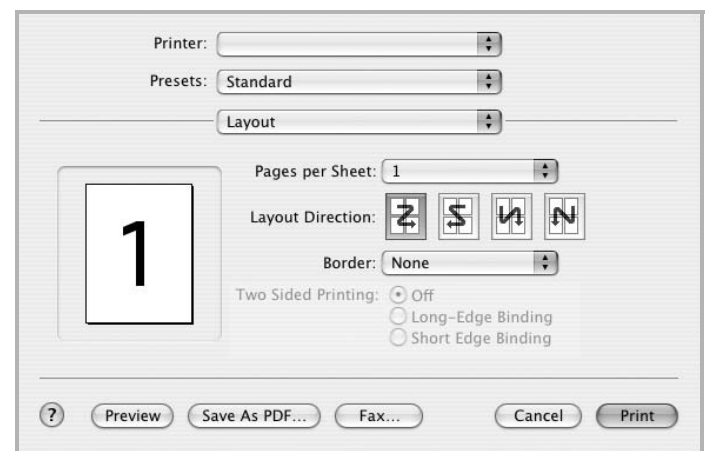 Printer:
Presets: Standard
Layout
Pages per Sheet: 1
1
Layout Direction:
Border: None
Two Sided Printing: Off
Long-Edge Binding
Short Edge Binding
? Preview Save As PDF... Fax... Cancel Print